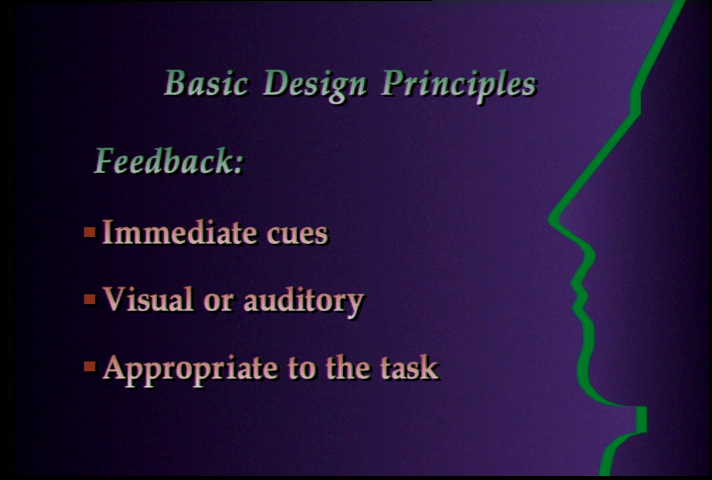 Basic Design Principles
Feedback:
Immediate cues
Visual or auditory
Appropriate to the task